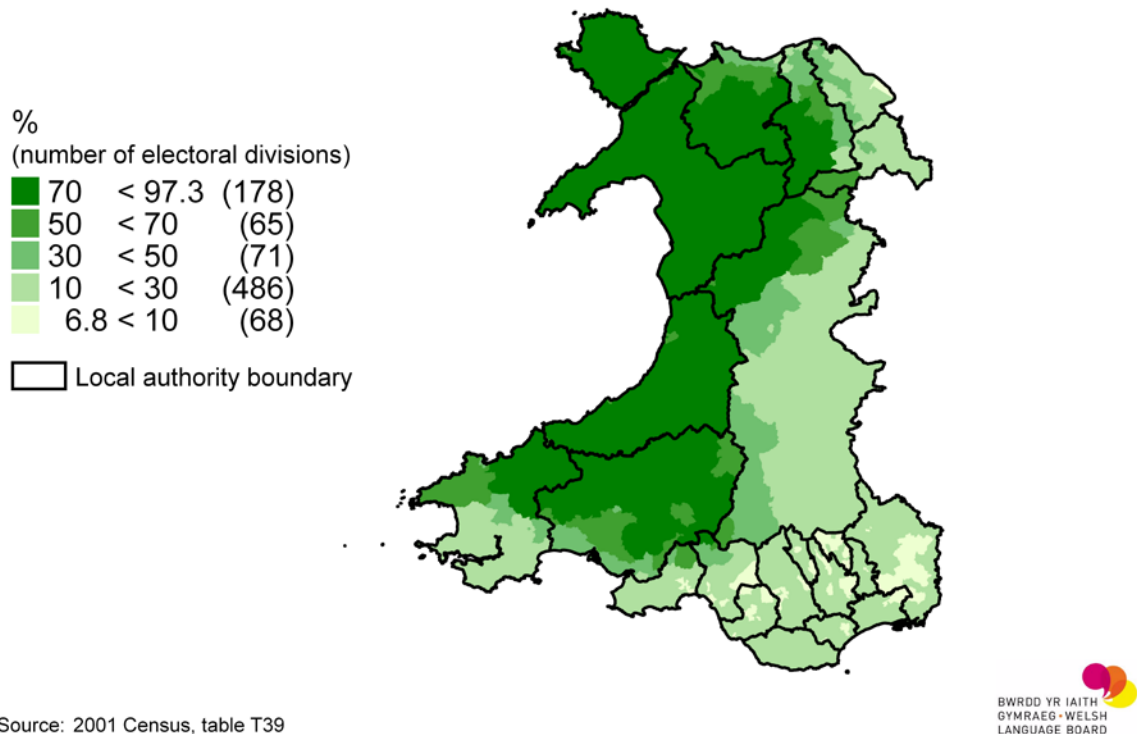 %
(number of electoral divisions)
70 < 97.3 (178)
50 < 70 (65)
30 < 50 (71)
10 < 30 (486)
6.8 < 10 (68)
Local authority boundary
Source: 2001 Census, table T39
BWRDD YR IAITH
GYMRAEG • WELSH
LANGUAGE BOARD